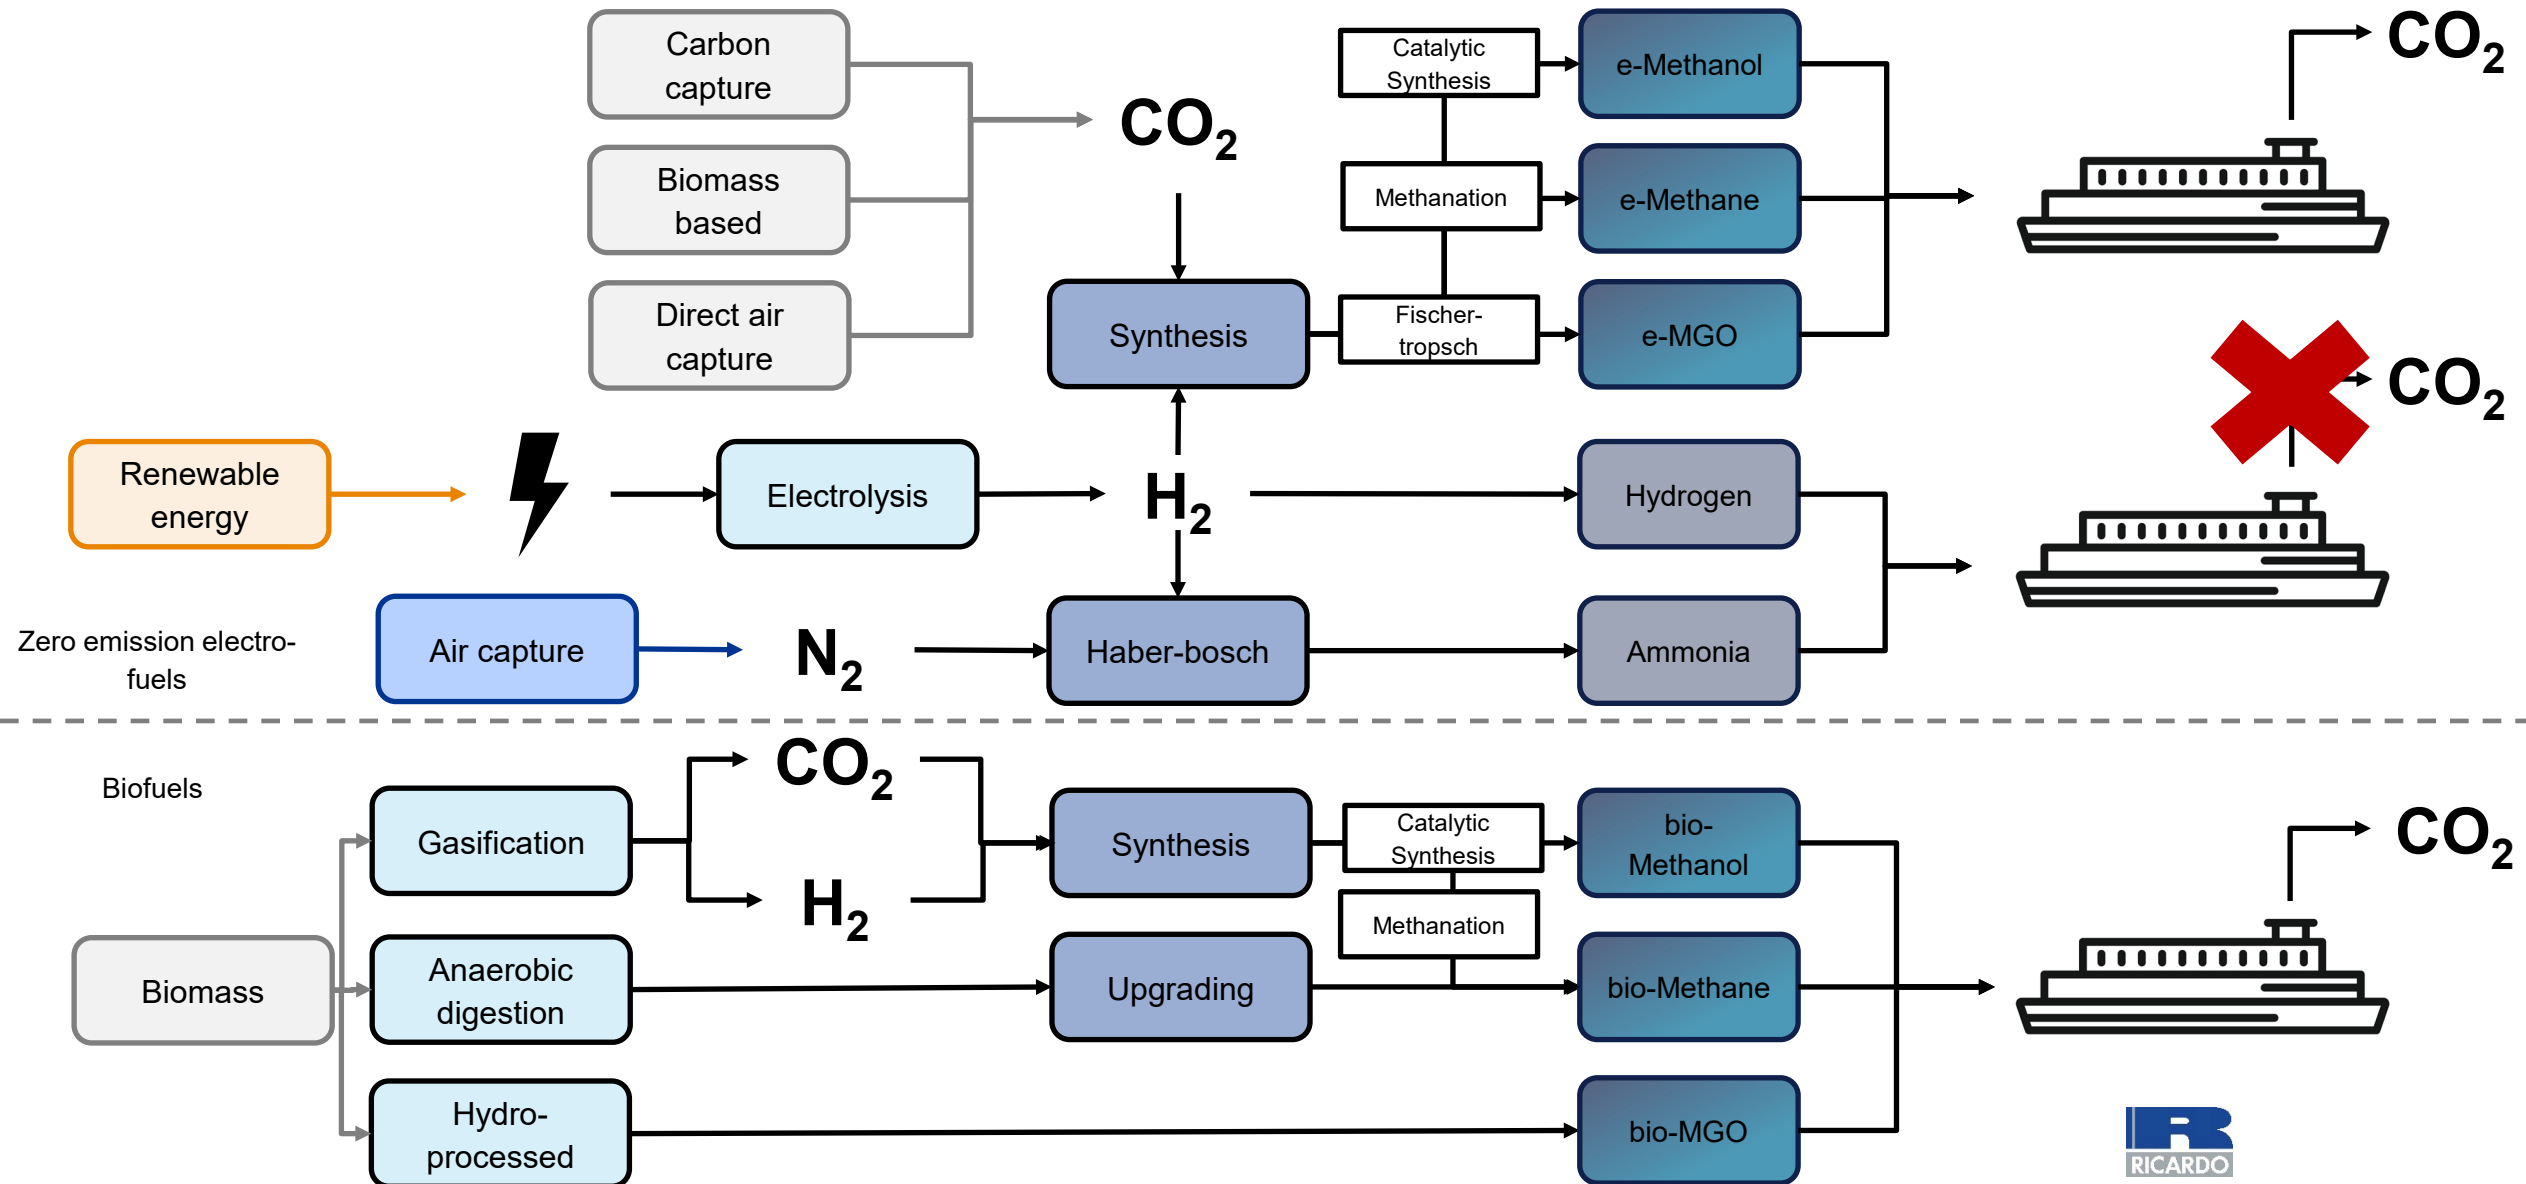 Carbon
capture
Biomass
based
Direct air
capture
CO2
Catalytic
Synthesis
Methanation
Fischer-
tropsch
Synthesis
e-Methanol
e-Methane
e-MGO
CO2
CO2
Renewable
energy
Electrolysis
H2
Hydrogen
Zero emission electro-
fuels
Air capture
N2
Haber-bosch
Ammonia
Biofuels
Biomass
Gasification
CO2
H2
Synthesis
Catalytic
Synthesis
Methanation
bio-
Methanol
CO2
Anaerobic
digestion
Upgrading
bio-Methane
Hydro-
processed
bio-MGO
R
RICARDO